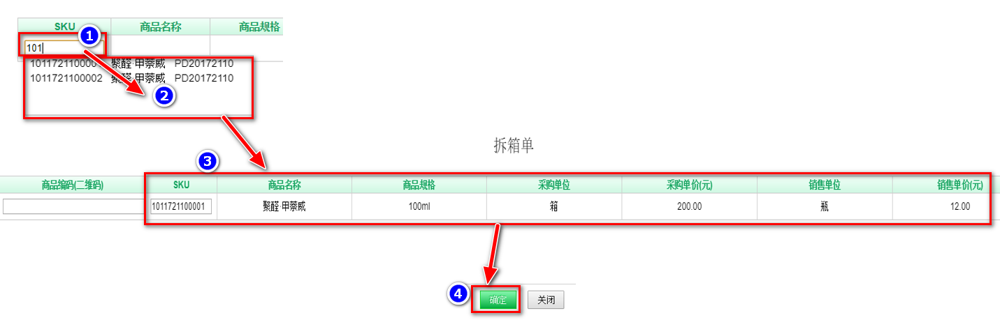 SKU 商品名称 商品规格
1
101
1011721100001 聚醛·甲萘威 PD20172110
1011721100002 聚醛·甲萘威 PD20172110
2
拆箱单
3
商品编码(二维码) SKU 商品名称 商品规格 采购单位 采购单价(元) 销售单位 销售单价(元)
1011721100001 聚醛·甲萘威 100ml 箱 200.00 瓶 12.00
4 确定 关闭